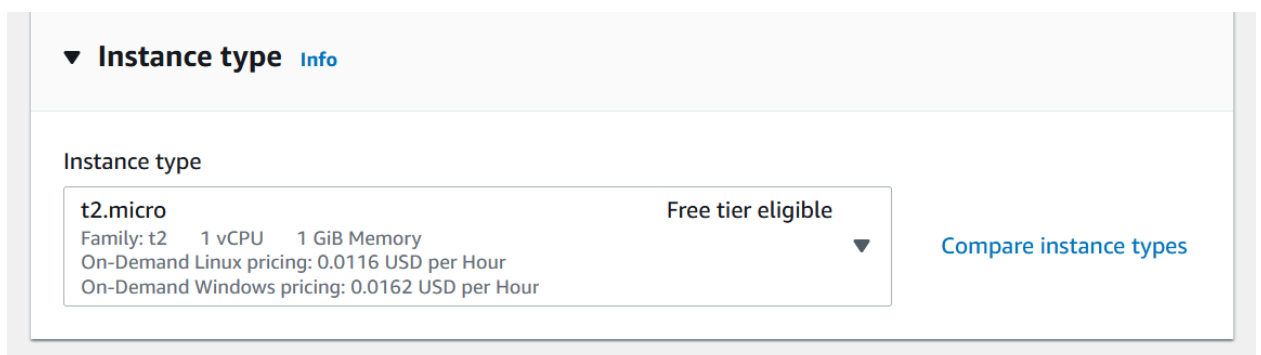 Instance type Info
Instance type
t2.micro Free tier eligible
Family: t2 1 vCPU 1 GiB Memory
On-Demand Linux pricing: 0.0116 USD per Hour
On-Demand Windows pricing: 0.0162 USD per Hour
Compare instance types